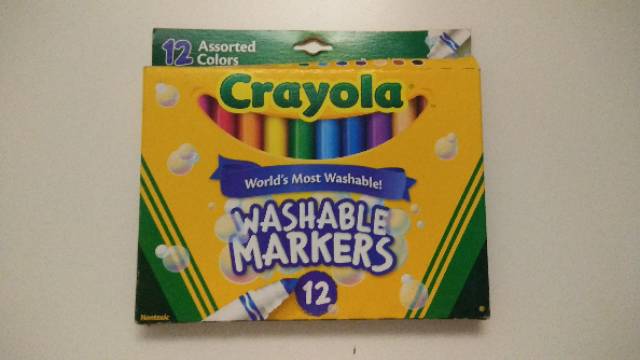 12 Assorted
Colors
Crayola
World's Most Washable!
WASHABLE
MARKERS
12
Nontoxic